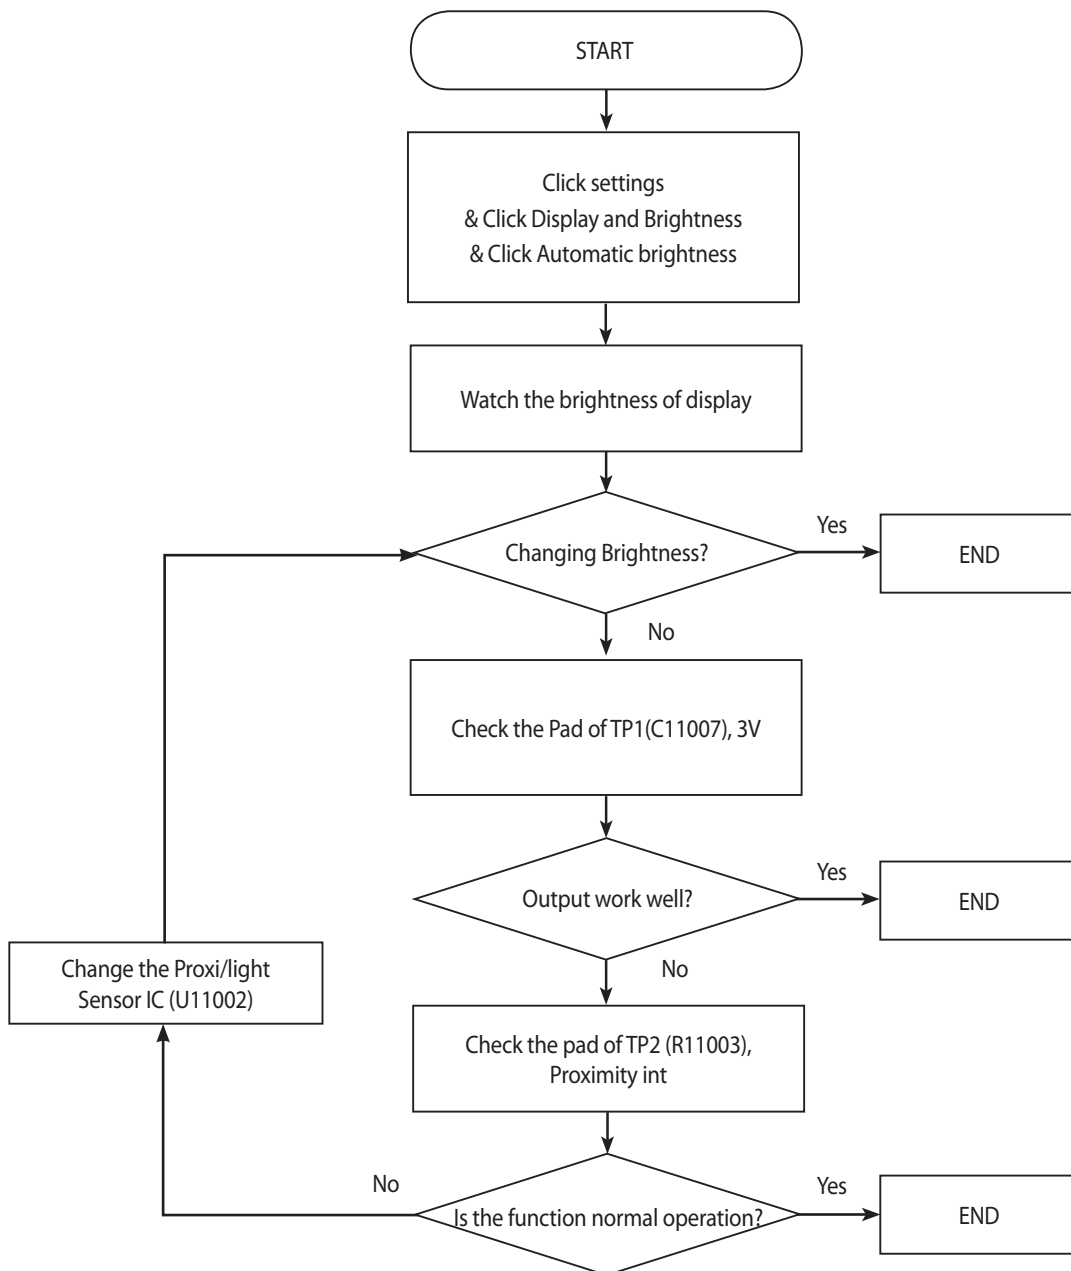 START
Click settings
& Click Display and Brightness
& Click Automatic brightness
Watch the brightness of display
Changing Brightness?
Yes
END
No
Check the Pad of TP1(C11007), 3V
Output work well?
Yes
END
No
Change the Proxi/light
Sensor IC (U11002)
Check the pad of TP2 (R11003),
Proximity int
No
Is the function normal operation?
Yes
END